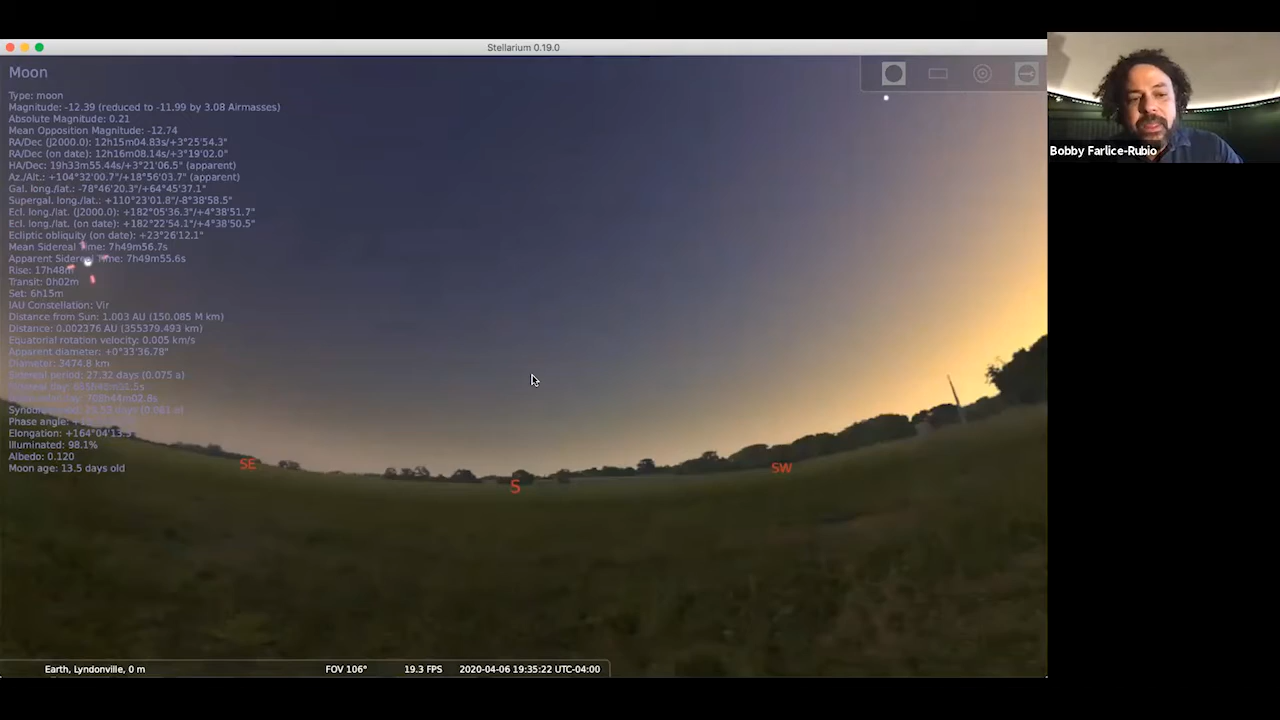 Stellarium 0.19.0
Moon
Type: moon
Magnitude: -12.39 (reduced to -11.99 by 3.08 Airmasses)
Absolute Magnitude: 0.21
Mean Opposition Magnitude: -12.74
RA/Dec (J2000.0): 12h15m04.83s/+3°25'54.3"
RA/Dec (on date): 12h16m08.14s/+3°19'02.0"
HA/Dec: 19h33m55.44s/+3°21'06.5" (apparent)
Az./Alt.: +104°32'00.7"/+18°56'03.7" (apparent)
Gal. long./lat.: -78°46'20.3"/+64°45'37.1"
Supergal. long./lat.: +110°23'01.8"/-8°38'58.5"
Ecl. long./lat. (J2000.0): +182°05'36.3"/+4°38'51.7"
Ecl. long./lat. (on date): +182°22'54.1"/+4°38'50.5"
Ecliptic obliquity (on date): +23°26'12.1"
Mean Sidereal Time: 7h49m56.7s
Apparent Sidereal Time: 7h49m55.6s
Rise: 17h48m
Transit: 0h02m
Set: 6h15m
IAU Constellation: Vir
Distance from Sun: 1.003 AU (150.085 M km)
Distance: 0.002376 AU (355379.493 km)
Equatorial rotation velocity: 0.005 km/s
Apparent diameter: +0°33'36.78"
Diameter: 3474.8 km
Sidereal period: 27.32 days (0.075 a)
Sidereal day:
708h44m02.8s
29.53 days (0.081 a)
Phase angle:
Elongation: +164°04'13
Illuminated: 98.1%
Albedo: 0.120
Moon age: 13.5 days old
SE
S
SW
Earth, Lyndonville, 0 m
FOV 106°
19.3 FPS
2020-04-06 19:35:22 UTC-04:00
Bobby Farlice-Rubio